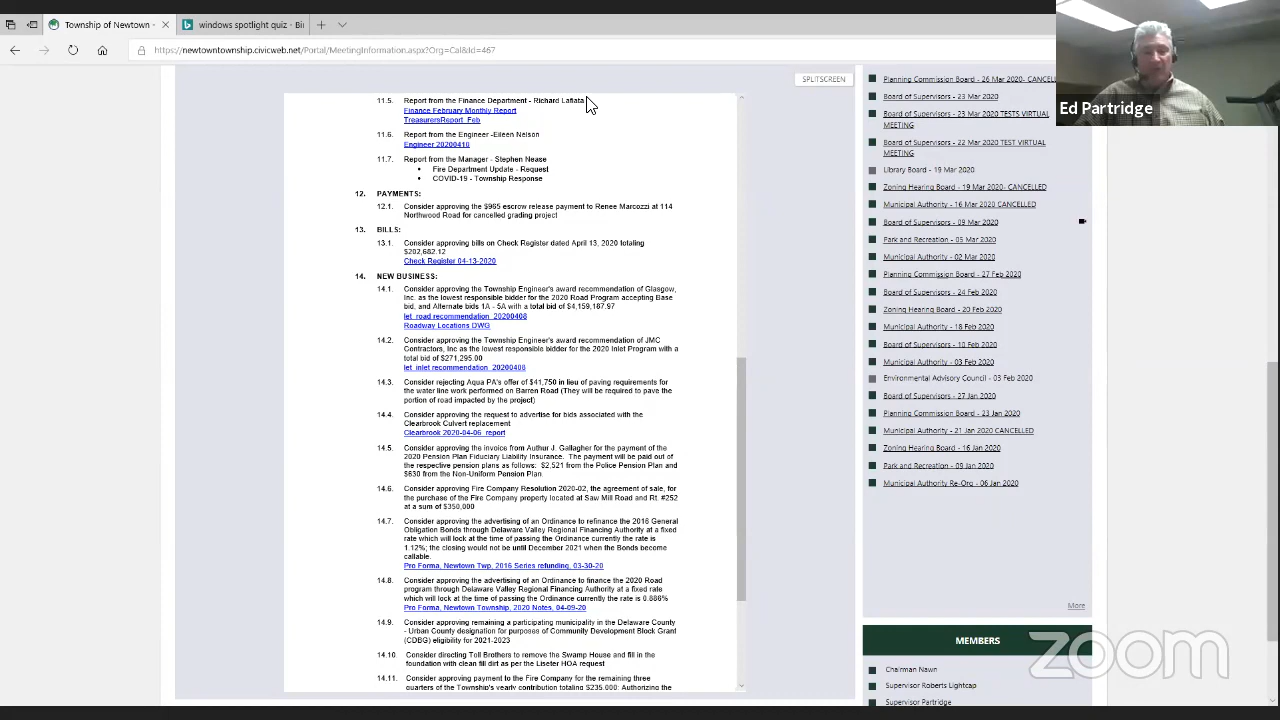 Township of Newtown
windows spotlight quiz - Bi
https://newtowntownship.civicweb.net/Portal/MeetingInformation.aspx?Org=Cal&Id=467
Ed Partridge
SPLITSCREEN
11.5. Report from the Finance Department - Richard Lafiata
Finance February Monthly Report
TreasurersReport_Feb
11.6. Report from the Engineer -Eileen Nelson
Engineer 20200410
11.7. Report from the Manager - Stephen Nease
• Fire Department Update - Request
• COVID-19 - Township Response
12. PAYMENTS:
12.1. Consider approving the $965 escrow release payment to Renee Marcozzi at 114
Northwood Road for cancelled grading project
13. BILLS:
13.1. Consider approving bills on Check Register dated April 13, 2020 totaling
$202,682.12
Check Register 04-13-2020
14. NEW BUSINESS:
14.1. Consider approving the Township Engineer's award recommendation of Glasgow,
Inc. as the lowest responsible bidder for the 2020 Road Program accepting Base
bid, and Alternate bids 1A - 5A with a total bid of $4,159,187.97
let_road recommendation_20200408
Roadway Locations DWG
14.2. Consider approving the Township Engineer's award recommendation of JMC
Contractors, Inc as the lowest responsible bidder for the 2020 Inlet Program with a
total bid of $271,295.00
let_inlet recommendation_20200408
14.3. Consider rejecting Aqua PA's offer of $41,750 in lieu of paving requirements for
the water line work performed on Barren Road (They will be required to pave the
portion of road impacted by the project)
14.4. Consider approving the request to advertise for bids associated with the
Clearbrook Culvert replacement
Clearbrook 2020-04-06_report
14.5. Consider approving the invoice from Authur J. Gallagher for the payment of the
2020 Pension Plan Fiduciary Liability Insurance. The payment will be paid out of
the respective pension plans as follows: $2,521 from the Police Pension Plan and
$630 from the Non-Uniform Pension Plan.
14.6. Consider approving Fire Company Resolution 2020-02, the agreement of sale, for
the purchase of the Fire Company property located at Saw Mill Road and Rt. #252
at a sum of $350,000
14.7. Consider approving the advertising of an Ordinance to refinance the 2016 General
Obligation Bonds through Delaware Valley Regional Financing Authority at a fixed
rate which will lock at the time of passing the Ordinance currently the rate is
1.12%; the closing would not be until December 2021 when the Bonds become
callable.
Pro Forma, Newtown Twp, 2016 Series refunding, 03-30-20
14.8. Consider approving the advertising of an Ordinance to finance the 2020 Road
program through Delaware Valley Regional Financing Authority at a fixed rate
which will lock at the time of passing the Ordinance currently the rate is 0.886%
Pro Forma, Newtown Township, 2020 Notes, 04-09-20
14.9. Consider approving remaining a participating municipality in the Delaware County
- Urban County designation for purposes of Community Development Block Grant
(CDBG) eligibility for 2021-2023
14.10. Consider directing Toll Brothers to remove the Swamp House and fill in the
foundation with clean fill dirt as per the Liseter HOA request
14.11. Consider approving payment to the Fire Company for the remaining three
quarters of the Township's yearly contribution totaling $235,000; Authorizing the
Planning Commission Board - 26 Mar 2020- CANCELL
Board of Supervisors - 23 Mar 2020
Board of Supervisors - 23 Mar 2020 TESTS VIRTUAL
MEETING
Board of Supervisors - 22 Mar 2020 TEST VIRTUAL
MEETING
Library Board - 19 Mar 2020
Zoning Hearing Board - 19 Mar 2020- CANCELLED
Municipal Authority - 16 Mar 2020 CANCELLED
Board of Supervisors - 09 Mar 2020
Park and Recreation - 05 Mar 2020
Municipal Authority - 02 Mar 2020
Planning Commission Board - 27 Feb 2020
Board of Supervisors - 24 Feb 2020
Zoning Hearing Board - 20 Feb 2020
Municipal Authority - 18 Feb 2020
Board of Supervisors - 10 Feb 2020
Municipal Authority - 03 Feb 2020
Environmental Advisory Council - 03 Feb 2020
Board of Supervisors - 27 Jan 2020
Planning Commission Board - 23 Jan 2020
Municipal Authority - 21 Jan 2020 CANCELLED
Zoning Hearing Board - 16 Jan 2020
Park and Recreation - 09 Jan 2020
Municipal Authority Re-Org - 06 Jan 2020
More
MEMBERS
Chairman Nawn
Supervisor Roberts Lightcap
Supervisor Partridge
zoom